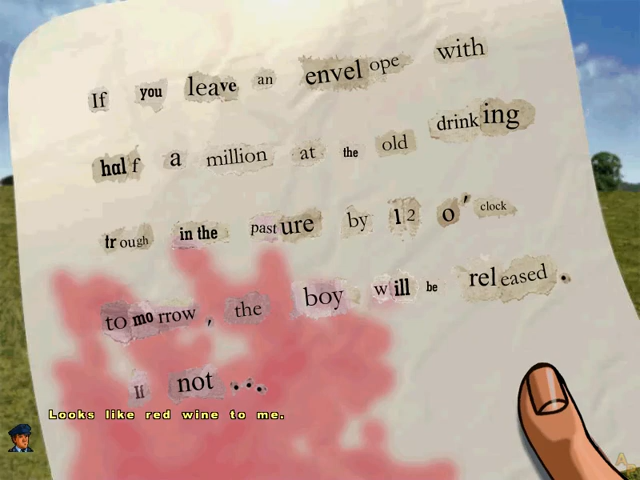 If you leave an envelope with
half a million at the old drinking
trough in the pasture by 12 o' clock
tomorrow, the boy will be released.
If not ...
Looks like red wine to me.